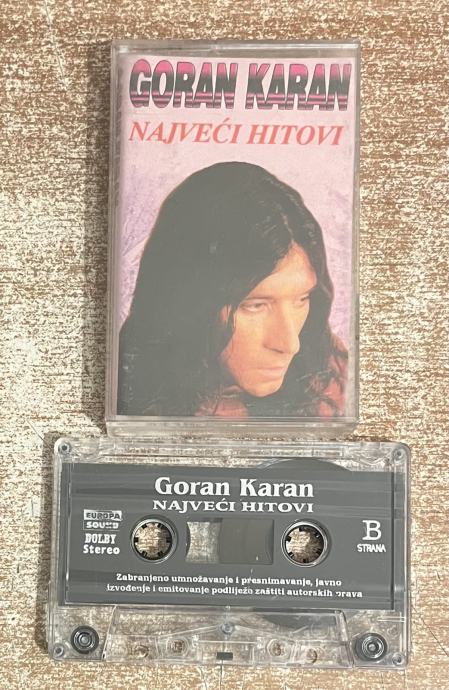 GORAN KARAN
NAJVEĆI HITOVI
Goran Karan
NAJVEĆI HITOVI
EUROPA
SOUND
DOLBY
Stereo
B
STRANA
Zabranjeno umnožavanje i presnimavanje, javno
izvođenje i emitovanje podliježe zaštiti autorskih prava